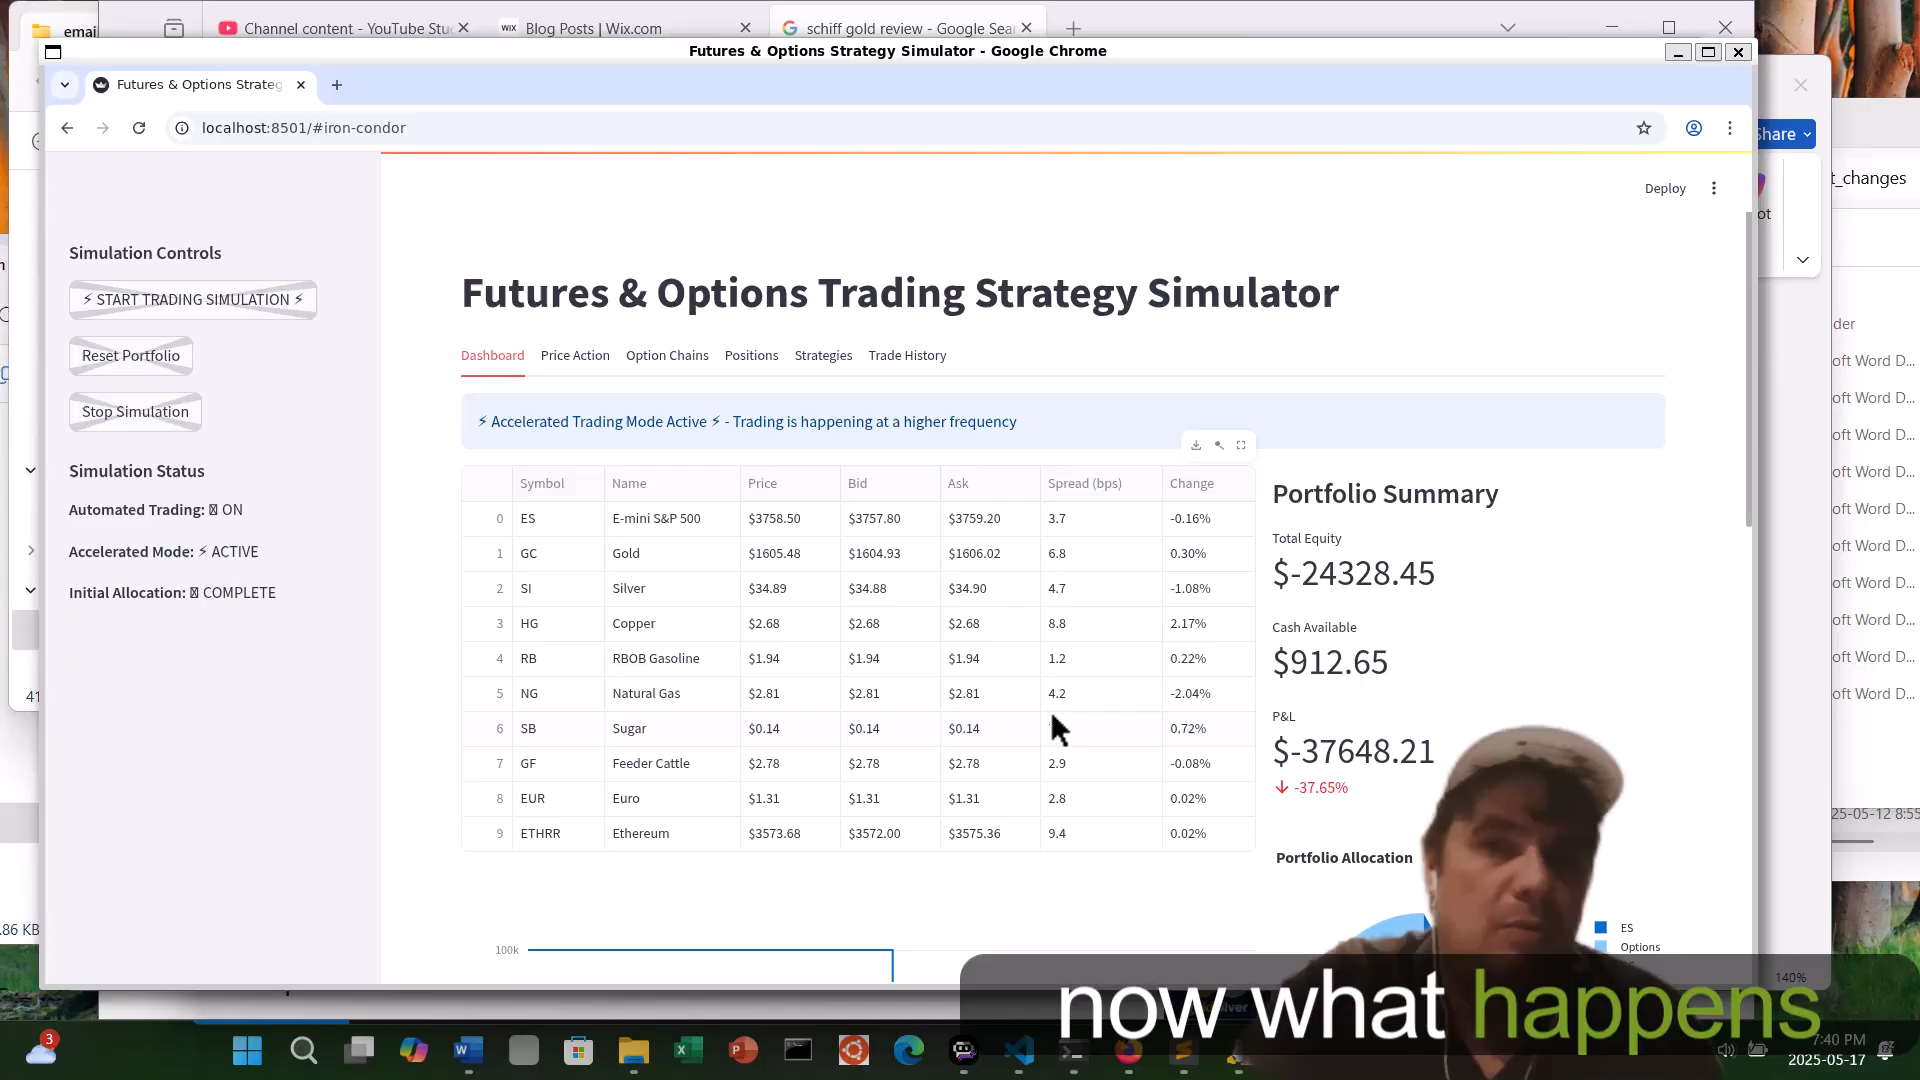 emai
Channel content - YouTube Stu
WIX
Blog Posts | Wix.com
schiff gold review - Google Sear
Futures & Options Strategy Simulator - Google Chrome
Futures & Options Strateg
localhost:8501/#iron-condor
Share
t_changes
ot
Deploy
Simulation Controls
⚡ START TRADING SIMULATION ⚡
Reset Portfolio
Stop Simulation
Simulation Status
Automated Trading: ON
Accelerated Mode: ⚡ ACTIVE
Initial Allocation: COMPLETE
Futures & Options Trading Strategy Simulator
Dashboard Price Action Option Chains Positions Strategies Trade History
⚡ Accelerated Trading Mode Active ⚡ - Trading is happening at a higher frequency
Symbol Name Price Bid Ask Spread (bps) Change
0 ES E-mini S&P 500 $3758.50 $3757.80 $3759.20 3.7 -0.16%
1 GC Gold $1605.48 $1604.93 $1606.02 6.8 0.30%
2 SI Silver $34.89 $34.88 $34.90 4.7 -1.08%
3 HG Copper $2.68 $2.68 $2.68 8.8 2.17%
4 RB RBOB Gasoline $1.94 $1.94 $1.94 1.2 0.22%
5 NG Natural Gas $2.81 $2.81 $2.81 4.2 -2.04%
6 SB Sugar $0.14 $0.14 $0.14 0.72%
7 GF Feeder Cattle $2.78 $2.78 $2.78 2.9 -0.08%
8 EUR Euro $1.31 $1.31 $1.31 2.8 0.02%
9 ETHRR Ethereum $3573.68 $3572.00 $3575.36 9.4 0.02%
Portfolio Summary
Total Equity
$-24328.45
Cash Available
$912.65
P&L
$-37648.21
-37.65%
Portfolio Allocation
ES
Options
100k
der
oft Word D...
oft Word D...
oft Word D...
oft Word D...
oft Word D...
oft Word D...
oft Word D...
oft Word D...
oft Word D...
oft Word D...
25-05-12 8:55
41
.86 KB
140%
now what happens
3
7:40 PM
2025-05-17